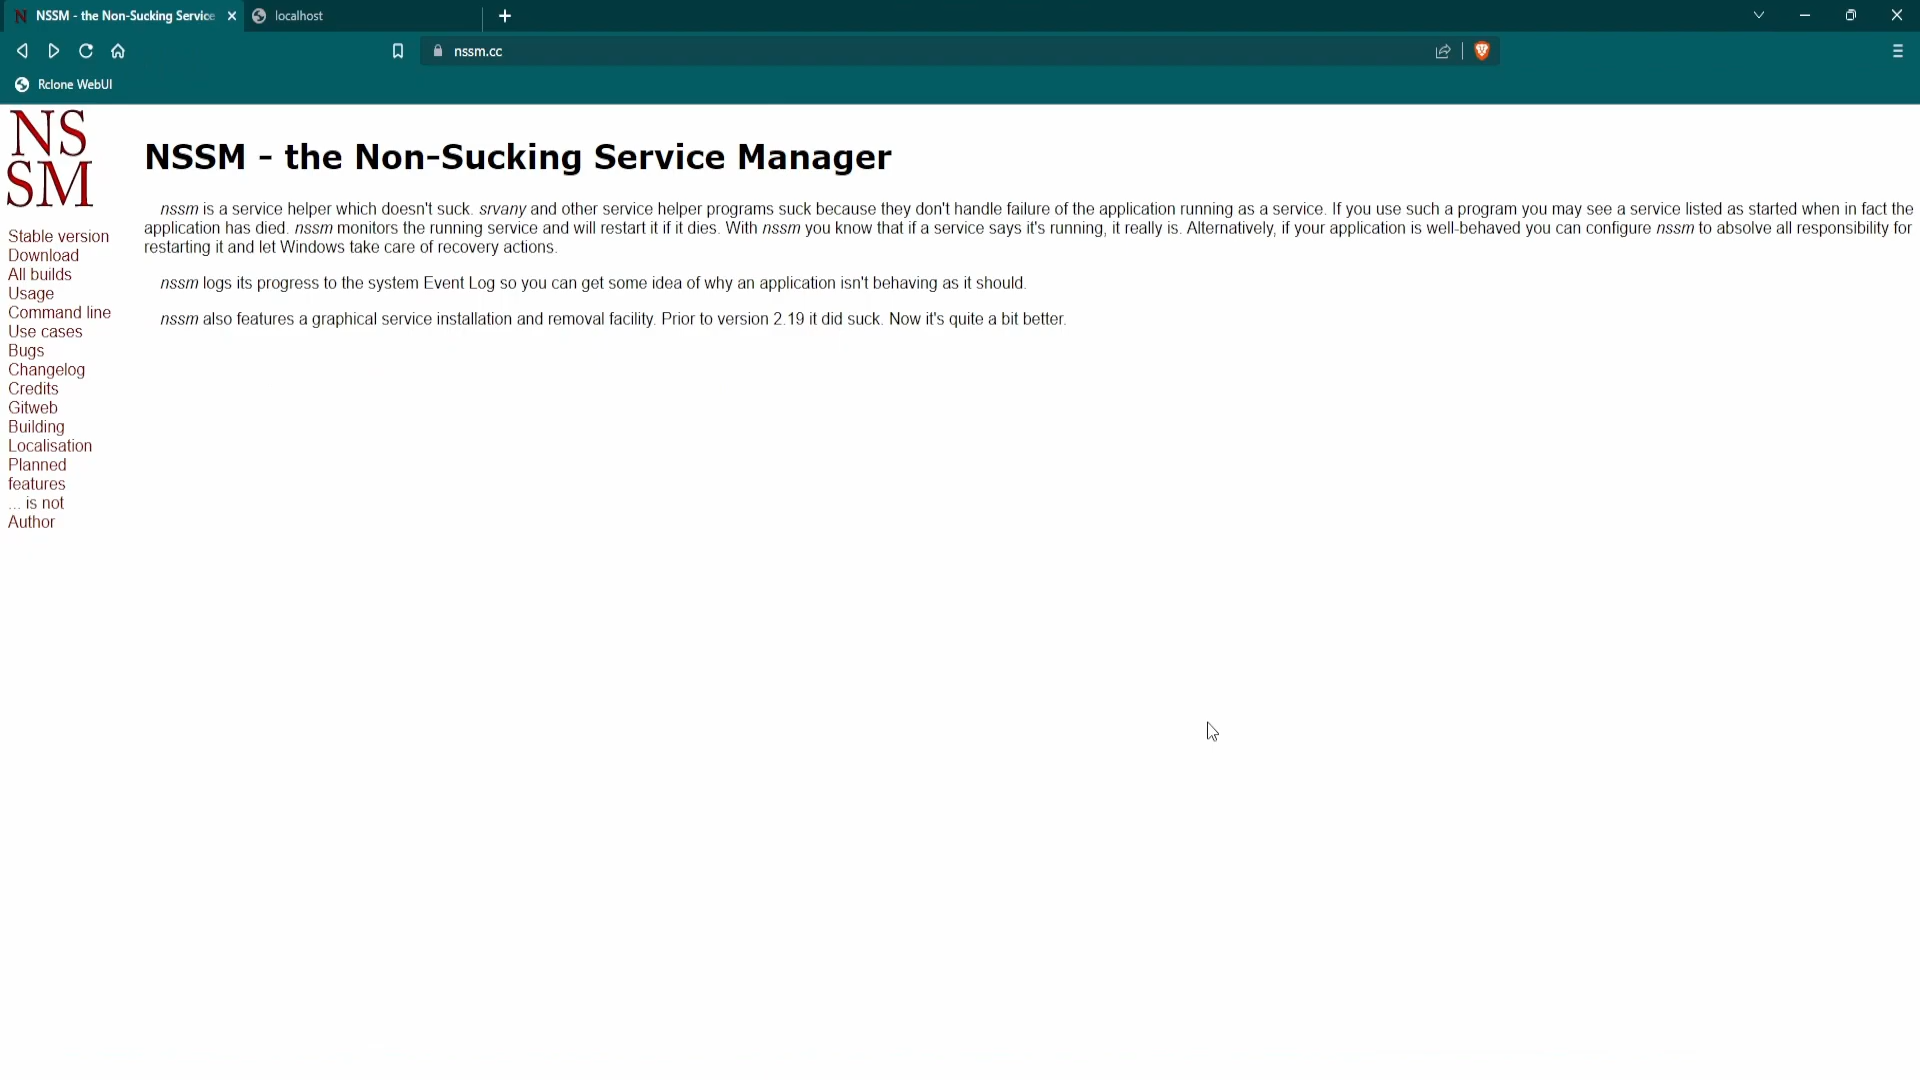 NSSM - the Non-Sucking Service
localhost
nssm.cc
Rclone WebUI
NS
SM
Stable version
Download
All builds
Usage
Command line
Use cases
Bugs
Changelog
Credits
Gitweb
Building
Localisation
Planned
features
... is not
Author
NSSM - the Non-Sucking Service Manager
nssm is a service helper which doesn't suck. srvany and other service helper programs suck because they don't handle failure of the application running as a service. If you use such a program you may see a service listed as started when in fact the
application has died. nssm monitors the running service and will restart it if it dies. With nssm you know that if a service says it's running, it really is. Alternatively, if your application is well-behaved you can configure nssm to absolve all responsibility for
restarting it and let Windows take care of recovery actions.
nssm logs its progress to the system Event Log so you can get some idea of why an application isn't behaving as it should.
nssm also features a graphical service installation and removal facility. Prior to version 2.19 it did suck. Now it's quite a bit better.